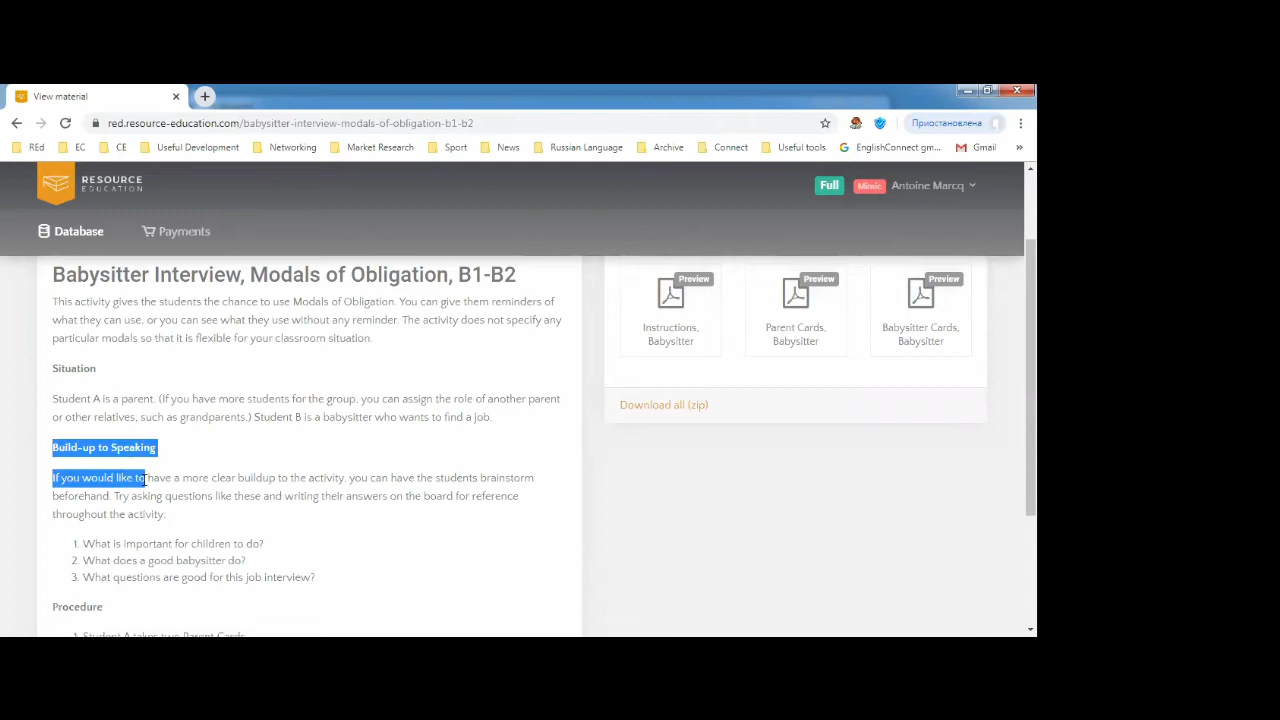 View material
red.resource-education.com/babysitter-interview-modals-of-obligation-b1-b2
Приостановлена
REd EC CE Useful Development Networking Market Research Sport News Russian Language Archive Connect Useful tools EnglishConnect gm... Gmail »
RESOURCE
EDUCATION
Full Mimic Antoine Marcq
Database Payments
Babysitter Interview, Modals of Obligation, B1-B2
This activity gives the students the chance to use Modals of Obligation. You can give them reminders of
what they can use, or you can see what they use without any reminder. The activity does not specify any
particular modals so that it is flexible for your classroom situation.
Situation
Student A is a parent. (If you have more students for the group, you can assign the role of another parent
or other relatives, such as grandparents.) Student B is a babysitter who wants to find a job.
Build-up to Speaking
If you would like to have a more clear buildup to the activity, you can have the students brainstorm
beforehand. Try asking questions like these and writing their answers on the board for reference
throughout the activity:
1. What is important for children to do?
2. What does a good babysitter do?
3. What questions are good for this job interview?
Procedure
1. Student A takes two Parent Cards.
Preview
Instructions,
Babysitter
Preview
Parent Cards,
Babysitter
Preview
Babysitter Cards,
Babysitter
Download all (zip)